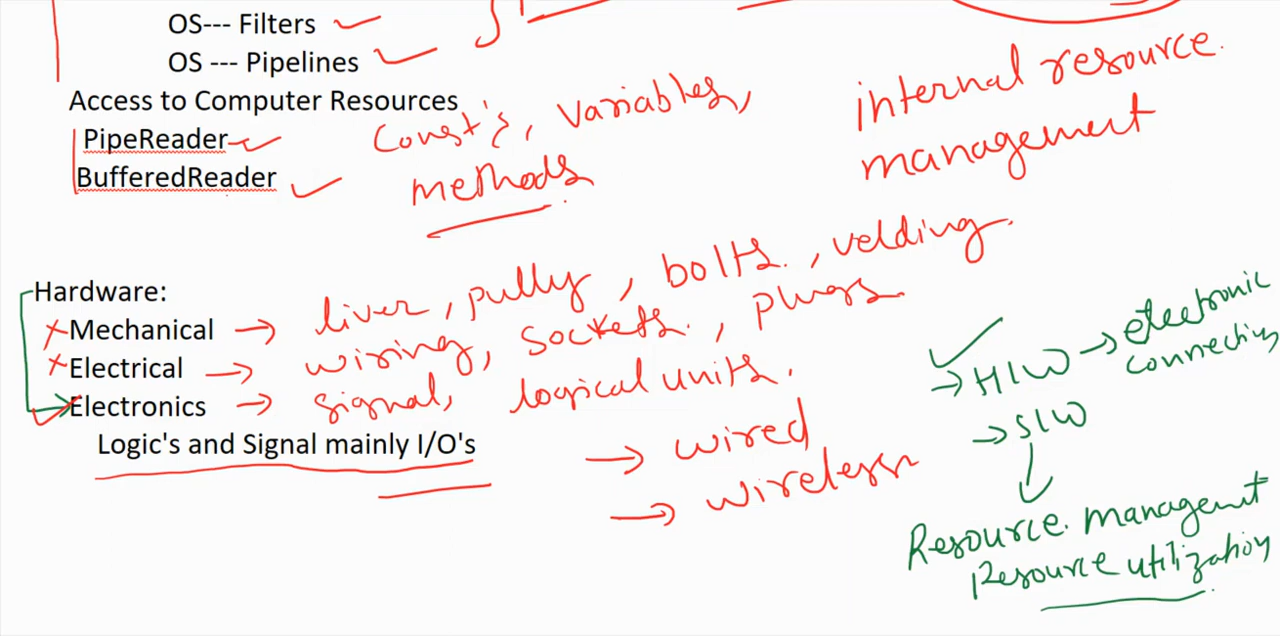 OS--- Filters
OS --- Pipelines
Access to Computer Resources
PipeReader
BufferedReader
Const's, Variables,
methods
internal resource.
management
Hardware:
Mechanical → liver, pully, bolts., velding.
Electrical → wiring, sockets., plugs
Electronics → signal, logical units.
Logic's and Signal mainly I/O's
→ wired
→ wireless
→ H/W → electronic
connecting
→ S/W
Resource. managemt
resource utilization